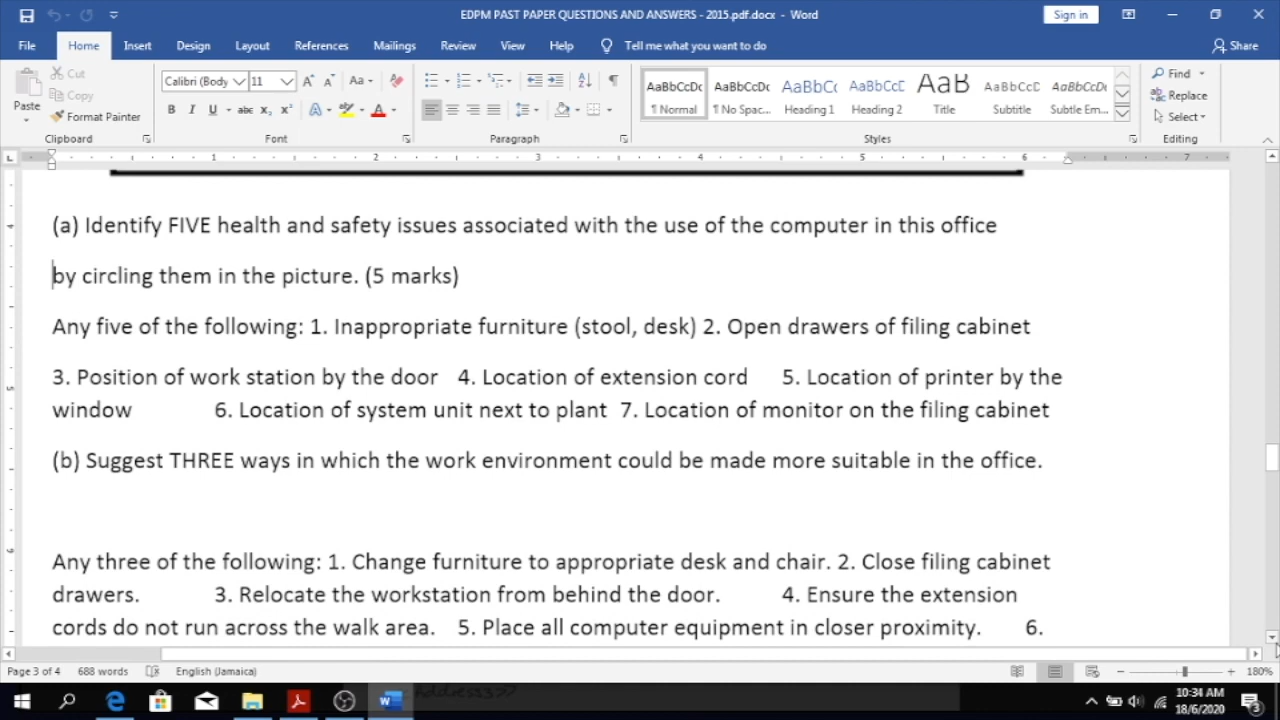 EDPM PAST PAPER QUESTIONS AND ANSWERS - 2015.pdf.docx - Word
Sign in
File Home Insert Design Layout References Mailings Review View Help Tell me what you want to do Share
Cut
Copy
Paste
Format Painter
Calibri (Body 11
AaBbCcDc AaBbCcDc AaBbCc AaBbCcD AaB AaBbCcD AaBbCcDc
¶ Normal ¶ No Spac... Heading 1 Heading 2 Title Subtitle Subtle Em...
Find
Replace
Select
Clipboard Font Paragraph Styles Editing
1 2 3 4 5 6 7
(a) Identify FIVE health and safety issues associated with the use of the computer in this office
by circling them in the picture. (5 marks)
Any five of the following: 1. Inappropriate furniture (stool, desk) 2. Open drawers of filing cabinet
3. Position of work station by the door 4. Location of extension cord 5. Location of printer by the
window 6. Location of system unit next to plant 7. Location of monitor on the filing cabinet
(b) Suggest THREE ways in which the work environment could be made more suitable in the office.
Any three of the following: 1. Change furniture to appropriate desk and chair. 2. Close filing cabinet
drawers. 3. Relocate the workstation from behind the door. 4. Ensure the extension
cords do not run across the walk area. 5. Place all computer equipment in closer proximity. 6.
Page 3 of 4 688 words English (Jamaica) 180%
10:34 AM
18/6/2020